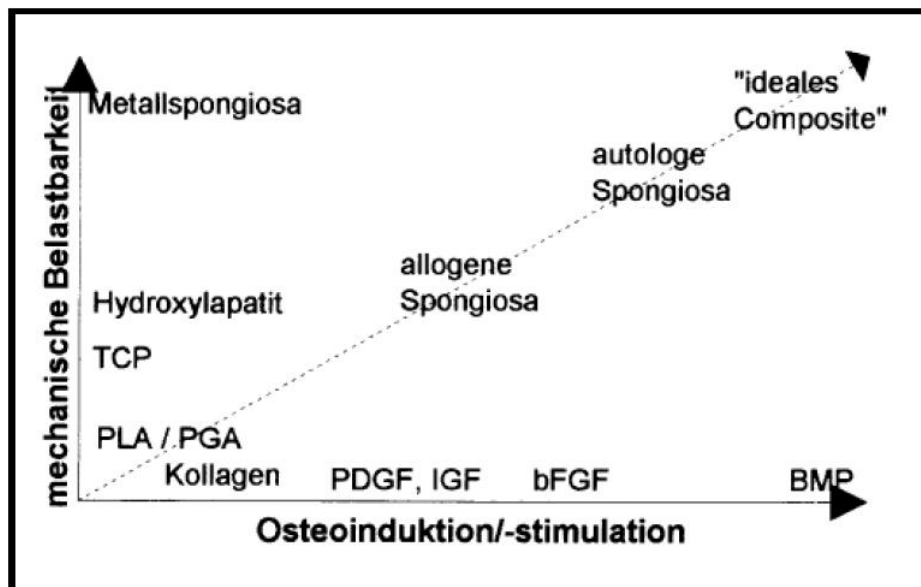 mechanische Belastbarkeit
Metallspongiosa
"ideales
Composite"
autologe
Spongiosa
allogene
Spongiosa
Hydroxylapatit
TCP
PLA / PGA
Kollagen
PDGF, IGF
bFGF
BMP
Osteoinduktion/-stimulation